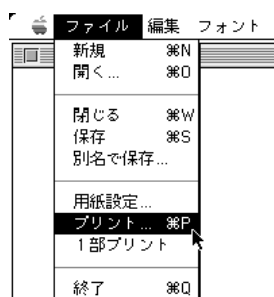 ファイル 編集 フォント
新規 ⌘N
開く... ⌘O
閉じる ⌘W
保存 ⌘S
別名で保存...
用紙設定...
プリント... ⌘P
1部プリント
終了 ⌘Q